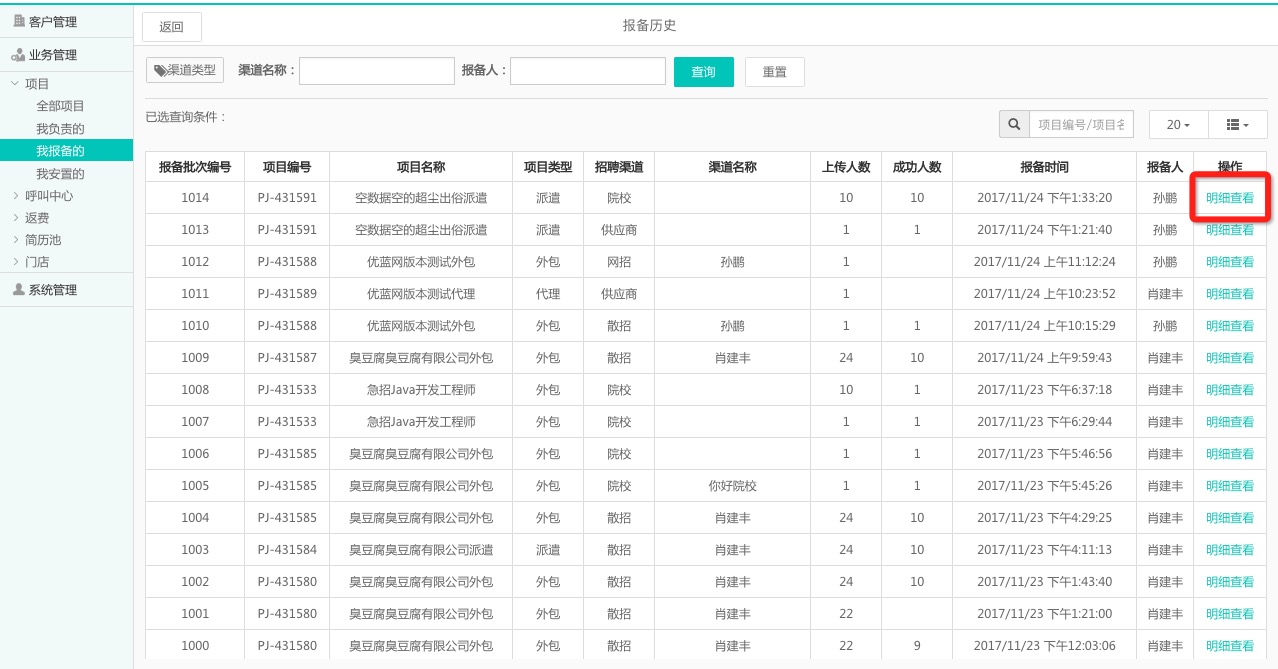 客户管理
业务管理
项目
全部项目
我负责的
我报备的
我安置的
呼叫中心
返费
简历池
门店
系统管理
返回
报备历史
渠道类型 渠道名称： 报备人： 查询 重置
已选查询条件：
项目编号/项目名 20
报备批次编号 项目编号 项目名称 项目类型 招聘渠道 渠道名称 上传人数 成功人数 报备时间 报备人 操作
1014 PJ-431591 空数据空的超尘出俗派遣 派遣 院校 10 10 2017/11/24 下午1:33:20 孙鹏 明细查看
1013 PJ-431591 空数据空的超尘出俗派遣 派遣 供应商 1 1 2017/11/24 下午1:21:40 孙鹏 明细查看
1012 PJ-431588 优蓝网版本测试外包 外包 网招 孙鹏 1 2017/11/24 上午11:12:24 孙鹏 明细查看
1011 PJ-431589 优蓝网版本测试代理 代理 供应商 1 2017/11/24 上午10:23:52 肖建丰 明细查看
1010 PJ-431588 优蓝网版本测试外包 外包 散招 孙鹏 1 1 2017/11/24 上午10:15:29 孙鹏 明细查看
1009 PJ-431587 臭豆腐臭豆腐有限公司外包 外包 散招 肖建丰 24 10 2017/11/24 上午9:59:43 肖建丰 明细查看
1008 PJ-431533 急招Java开发工程师 外包 院校 10 1 2017/11/23 下午6:37:18 肖建丰 明细查看
1007 PJ-431533 急招Java开发工程师 外包 院校 1 1 2017/11/23 下午6:29:44 肖建丰 明细查看
1006 PJ-431585 臭豆腐臭豆腐有限公司外包 外包 院校 1 1 2017/11/23 下午5:46:56 肖建丰 明细查看
1005 PJ-431585 臭豆腐臭豆腐有限公司外包 外包 院校 你好院校 1 1 2017/11/23 下午5:45:26 肖建丰 明细查看
1004 PJ-431585 臭豆腐臭豆腐有限公司外包 外包 散招 肖建丰 24 10 2017/11/23 下午4:29:25 肖建丰 明细查看
1003 PJ-431584 臭豆腐臭豆腐有限公司派遣 派遣 散招 肖建丰 24 10 2017/11/23 下午4:11:13 肖建丰 明细查看
1002 PJ-431580 臭豆腐臭豆腐有限公司外包 外包 散招 肖建丰 24 10 2017/11/23 下午1:43:40 肖建丰 明细查看
1001 PJ-431580 臭豆腐臭豆腐有限公司外包 外包 散招 肖建丰 22 2017/11/23 下午1:21:00 肖建丰 明细查看
1000 PJ-431580 臭豆腐臭豆腐有限公司外包 外包 散招 肖建丰 22 9 2017/11/23 下午12:03:06 肖建丰 明细查看